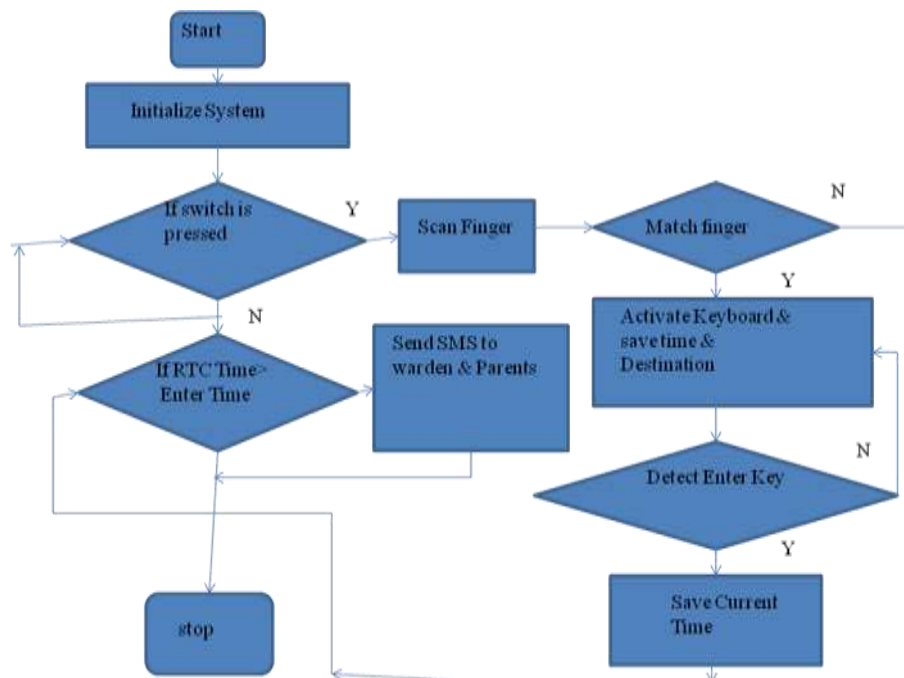 Start
Initialize System
If switch is
pressed
Y
Scan Finger
Match finger
N
Y
Activate Keyboard &
save time &
Destination
N
If RTC Time>
Enter Time
Send SMS to
warden & Parents
Detect Enter Key
N
Y
Save Current
Time
stop